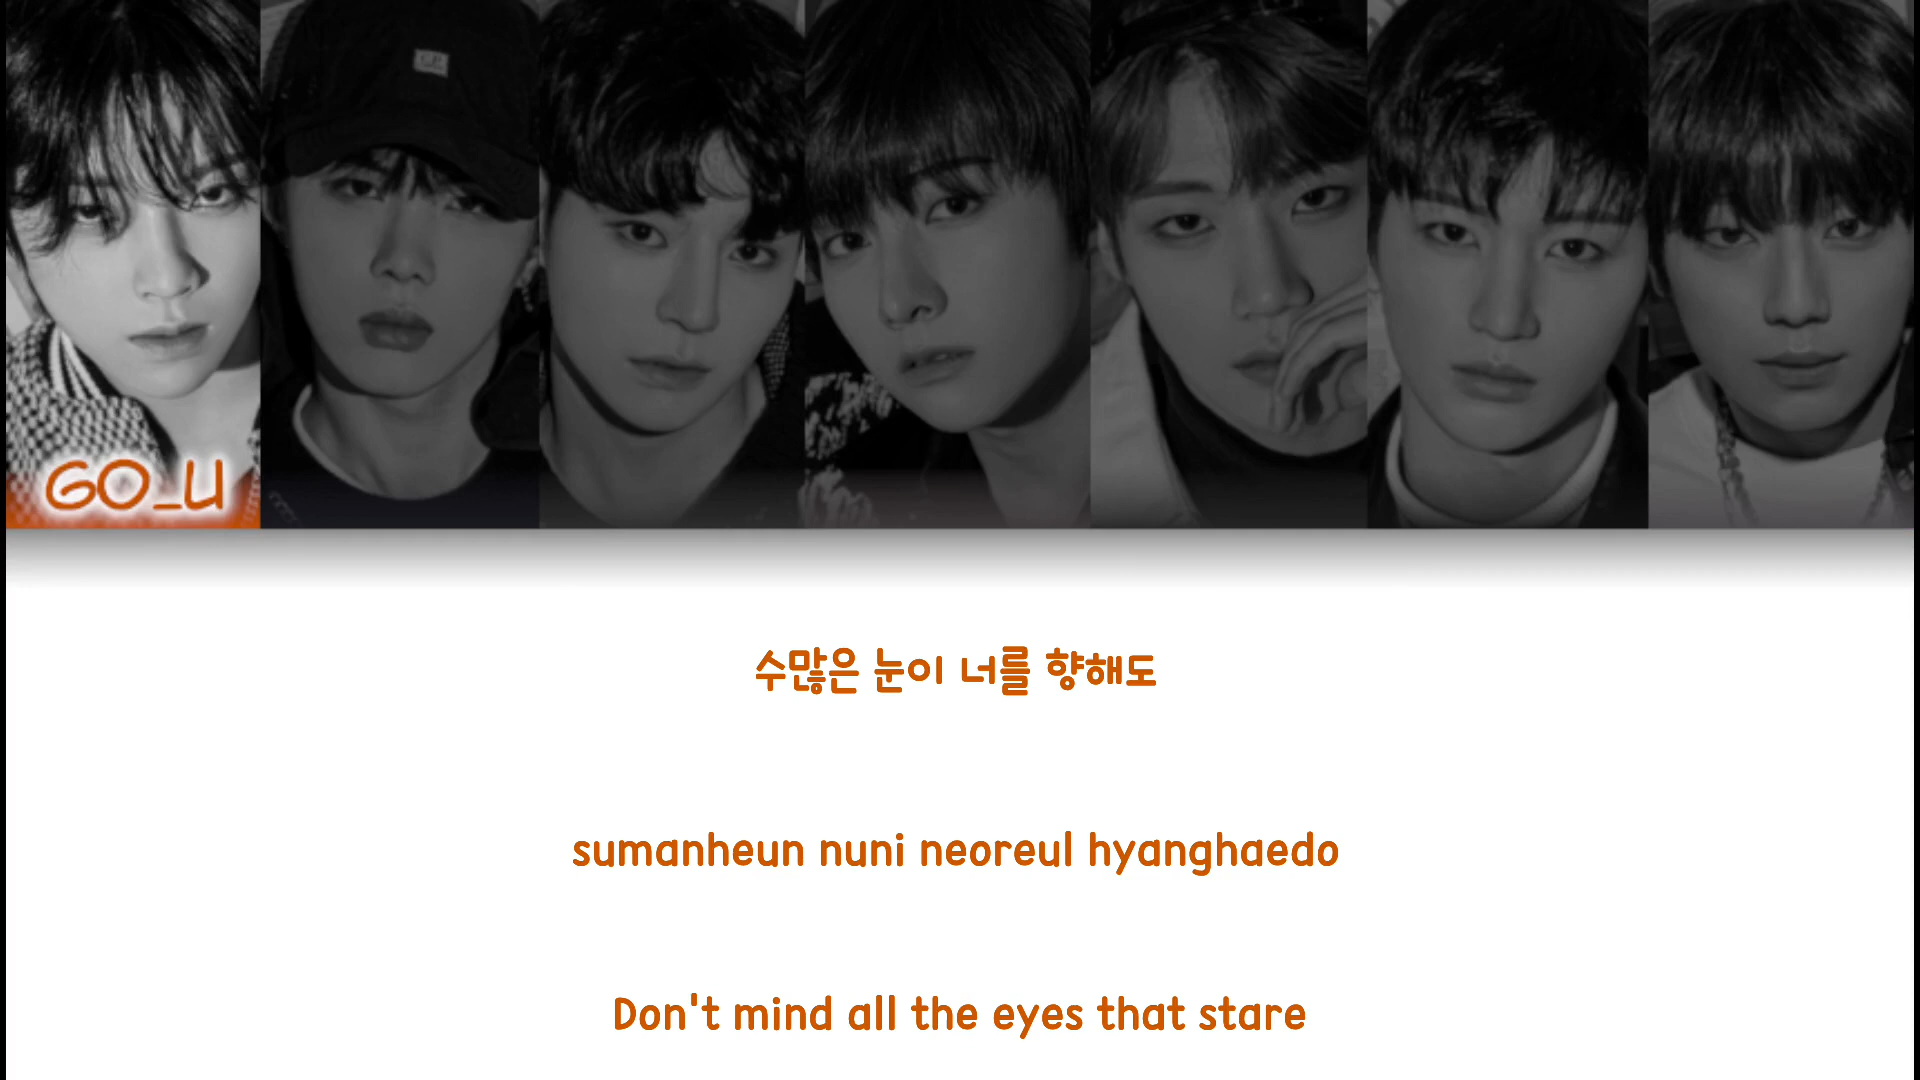 GO_U
수많은 눈이 너를 향해도
sumanheun nuni neoreul hyanghaedo
Don't mind all the eyes that stare